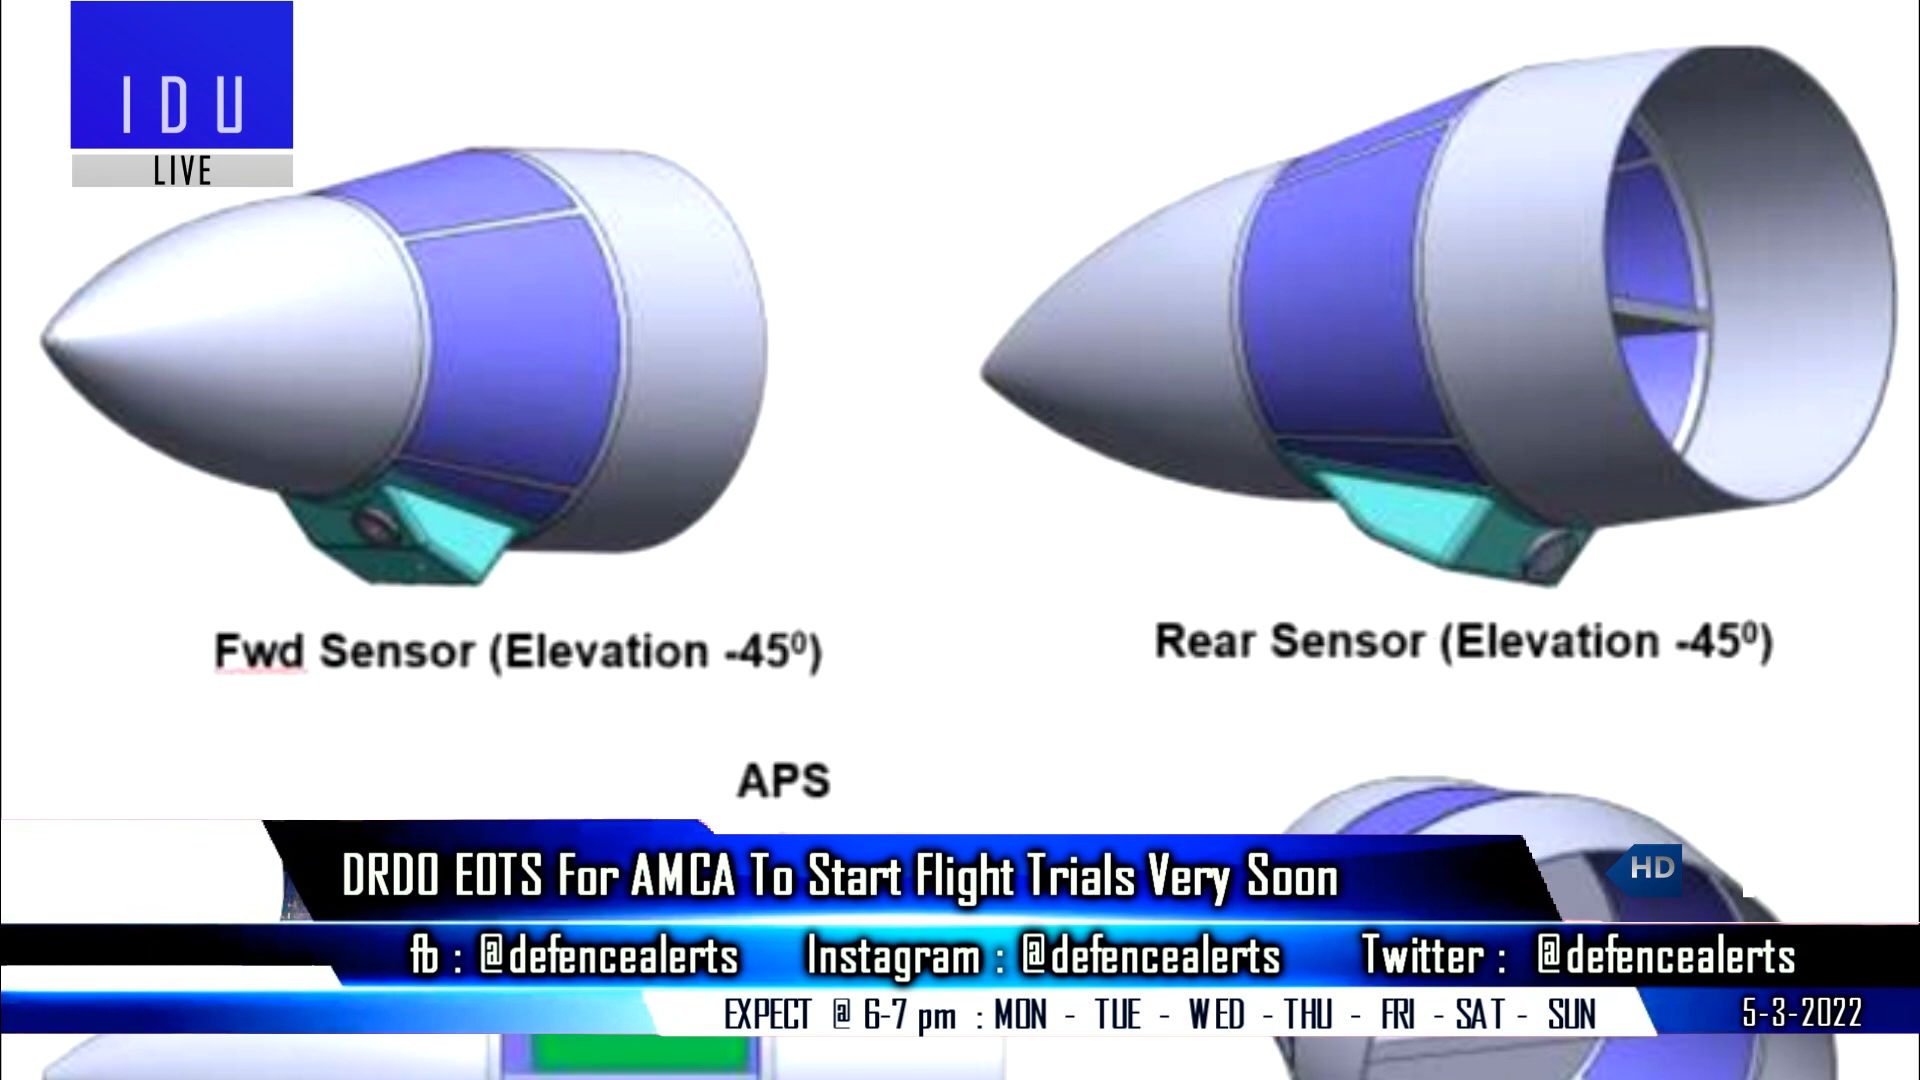 IDU
LIVE
Fwd Sensor (Elevation -45⁰)
Rear Sensor (Elevation -45⁰)
APS
DRDO EOTS For AMCA To Start Flight Trials Very Soon
HD
fb : @defencealerts Instagram : @defencealerts Twitter : @defencealerts
EXPECT @ 6-7 pm : MON - TUE - WED - THU - FRI - SAT - SUN
5-3-2022